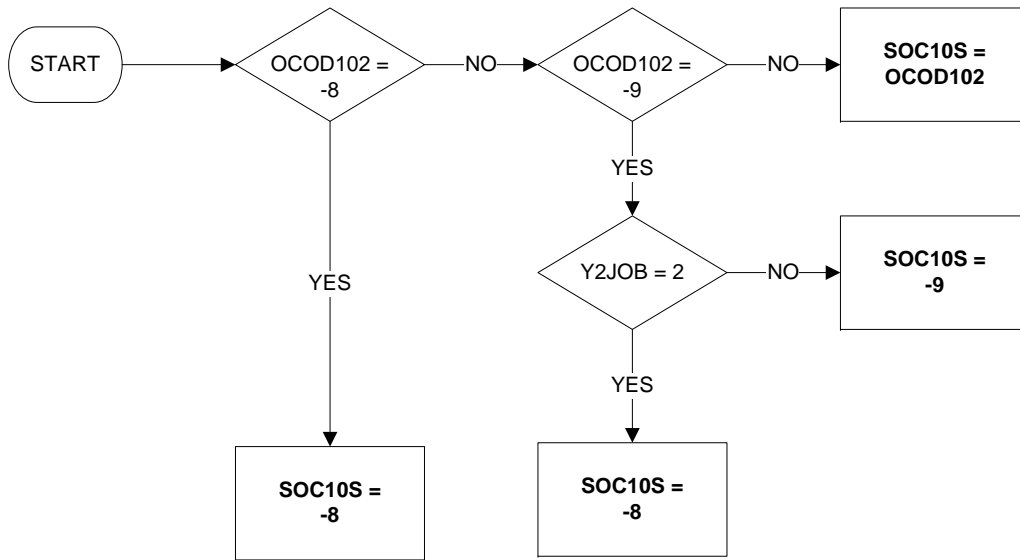 START
OCOD102 =
-8
NO
OCOD102 =
-9
NO
SOC10S =
OCOD102
YES
YES
Y2JOB = 2
NO
SOC10S =
-9
YES
SOC10S =
-8
SOC10S =
-8